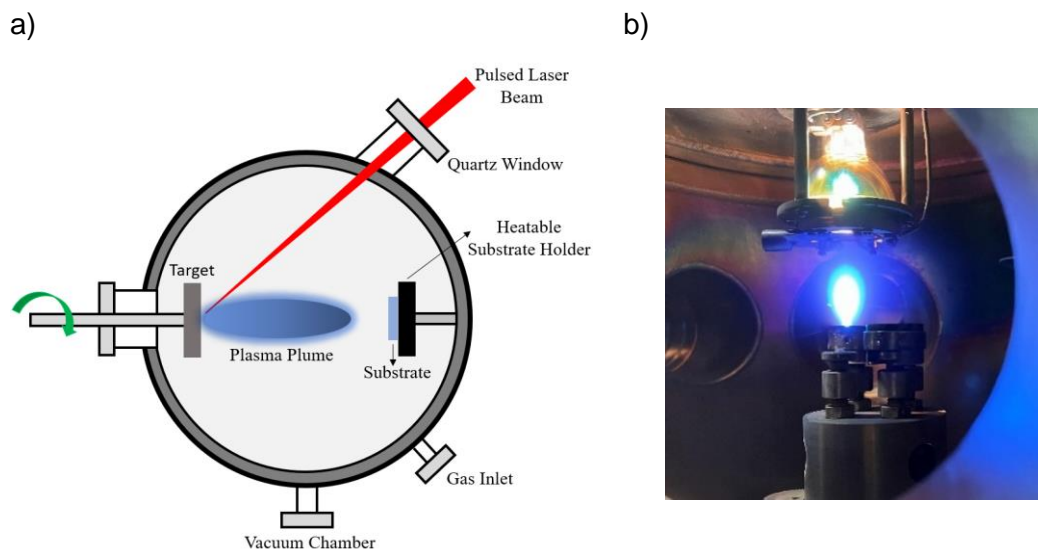 a)
b)
Pulsed Laser
Beam
Quartz Window
Heatable
Substrate Holder
Target
Plasma Plume
Substrate
Gas Inlet
Vacuum Chamber